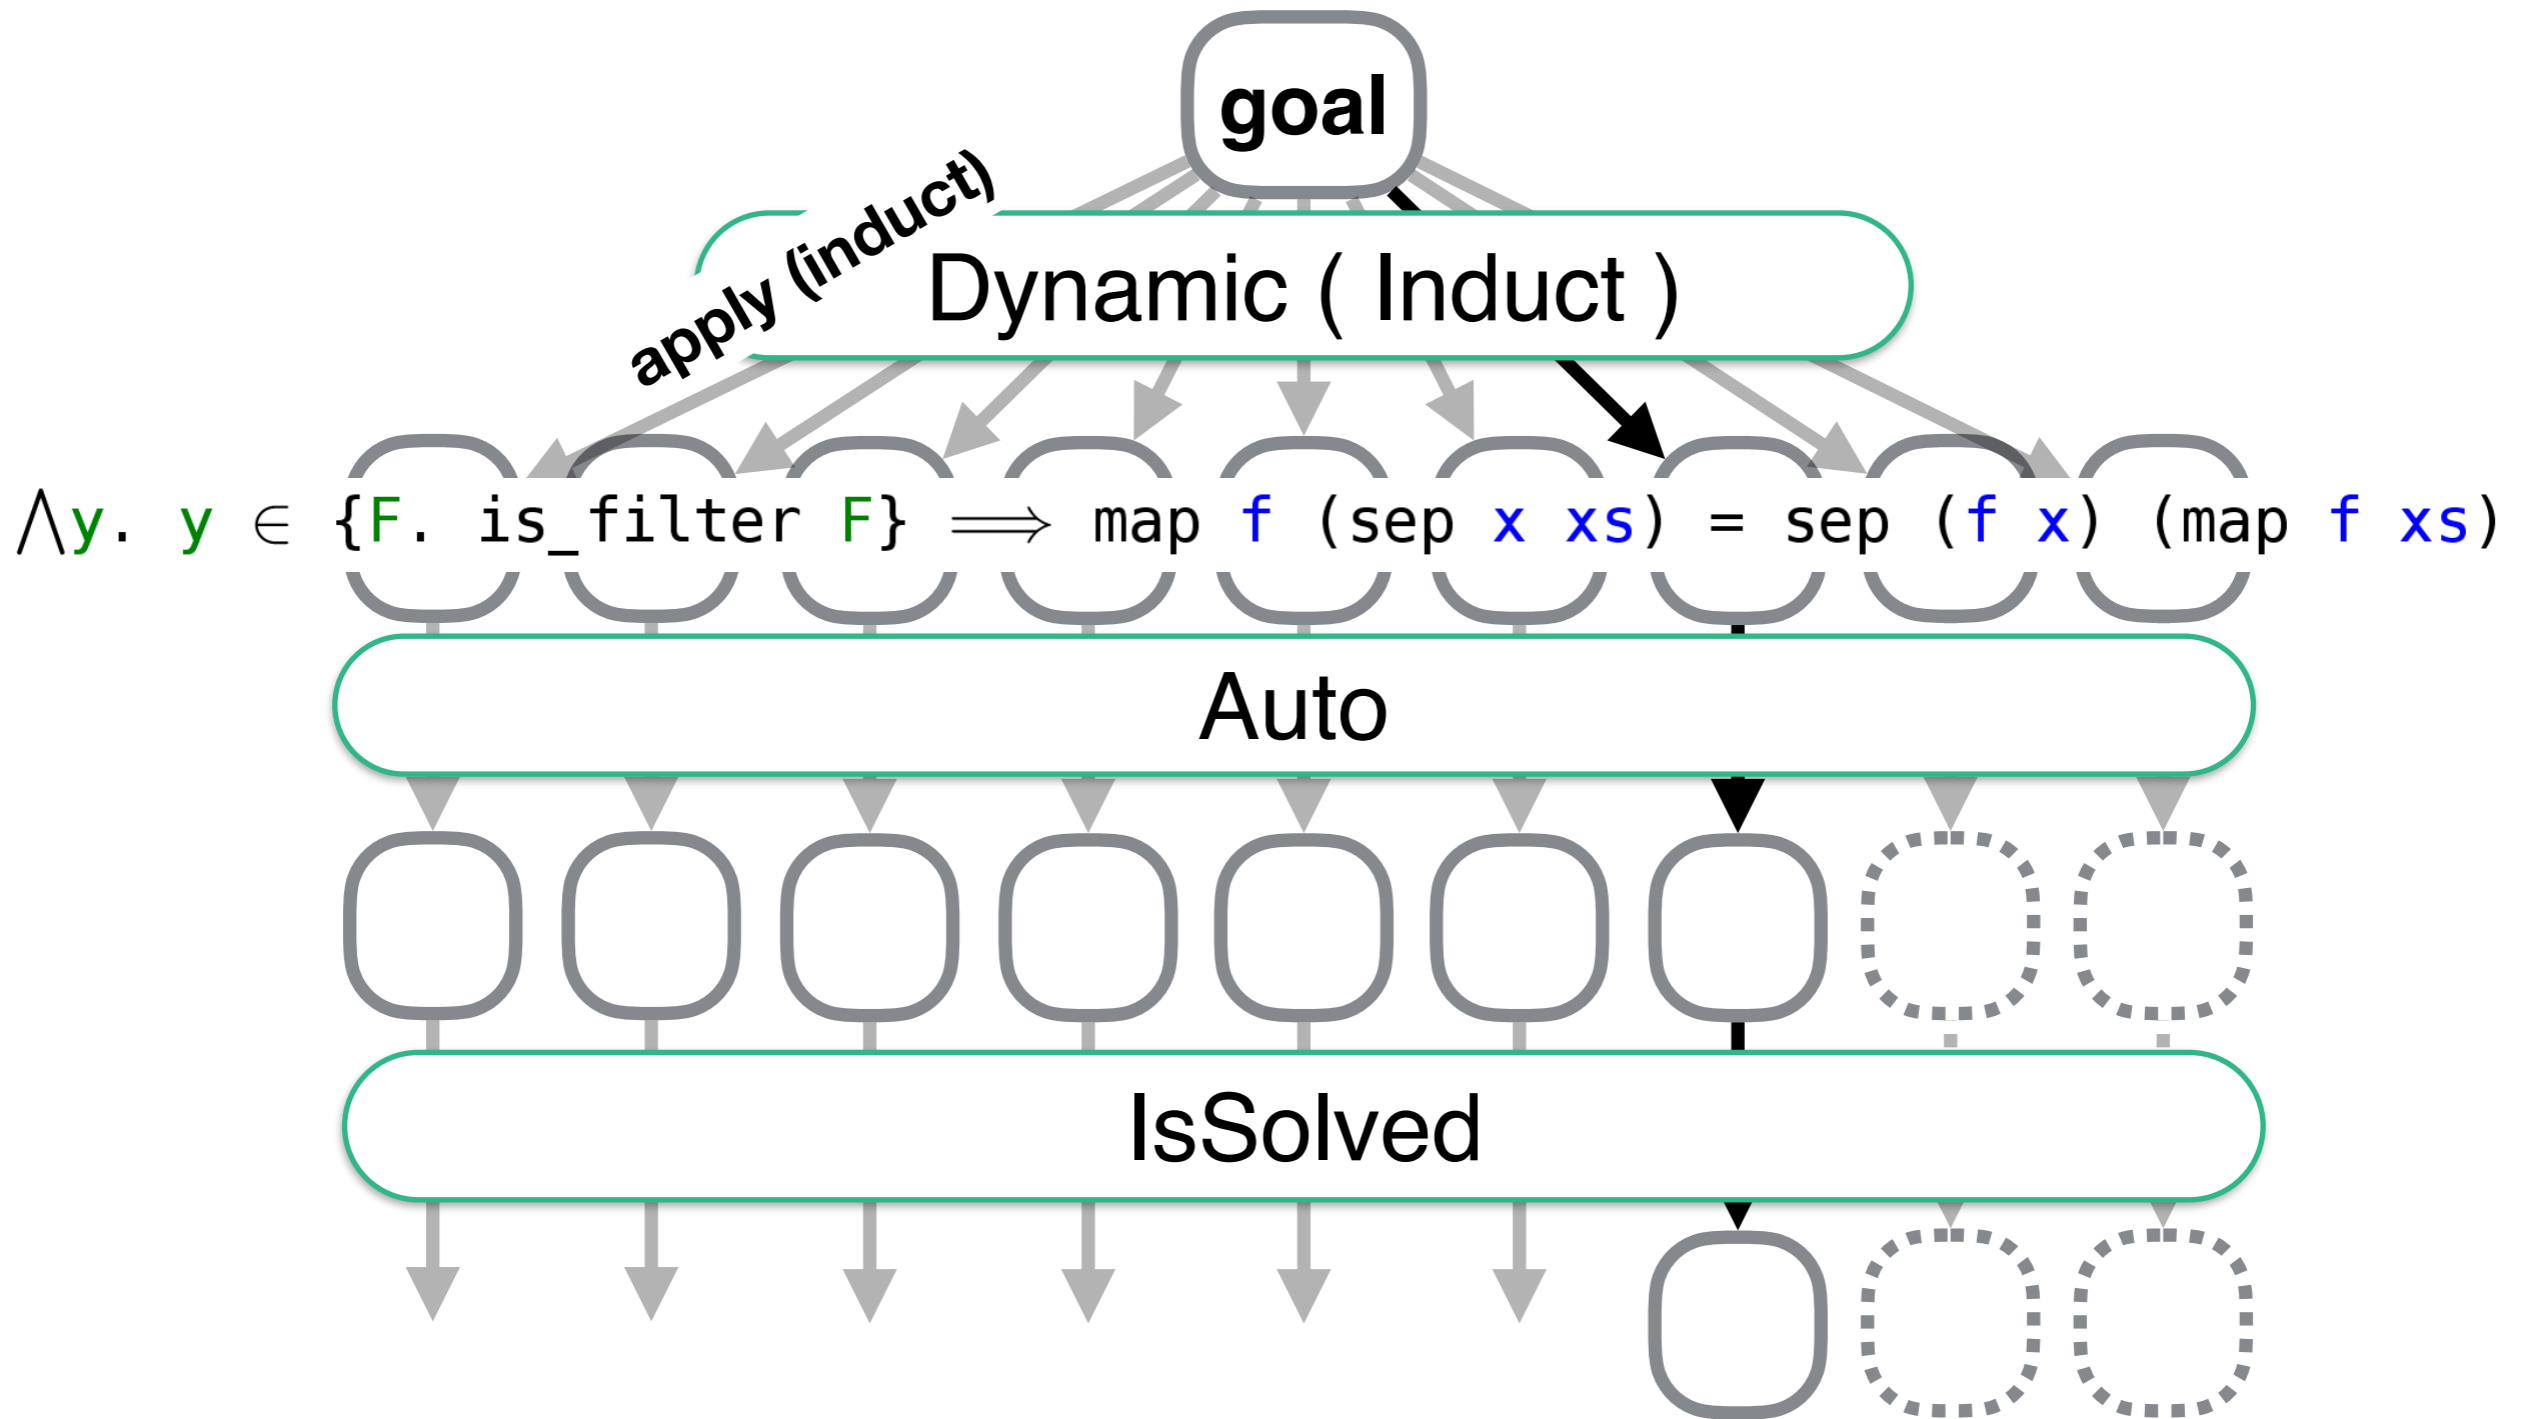 goal
apply (induct)
Dynamic ( Induct )
⋀y. y ∈ {F. is_filter F} ⟹ map f (sep x xs) = sep (f x) (map f xs)
Auto
IsSolved